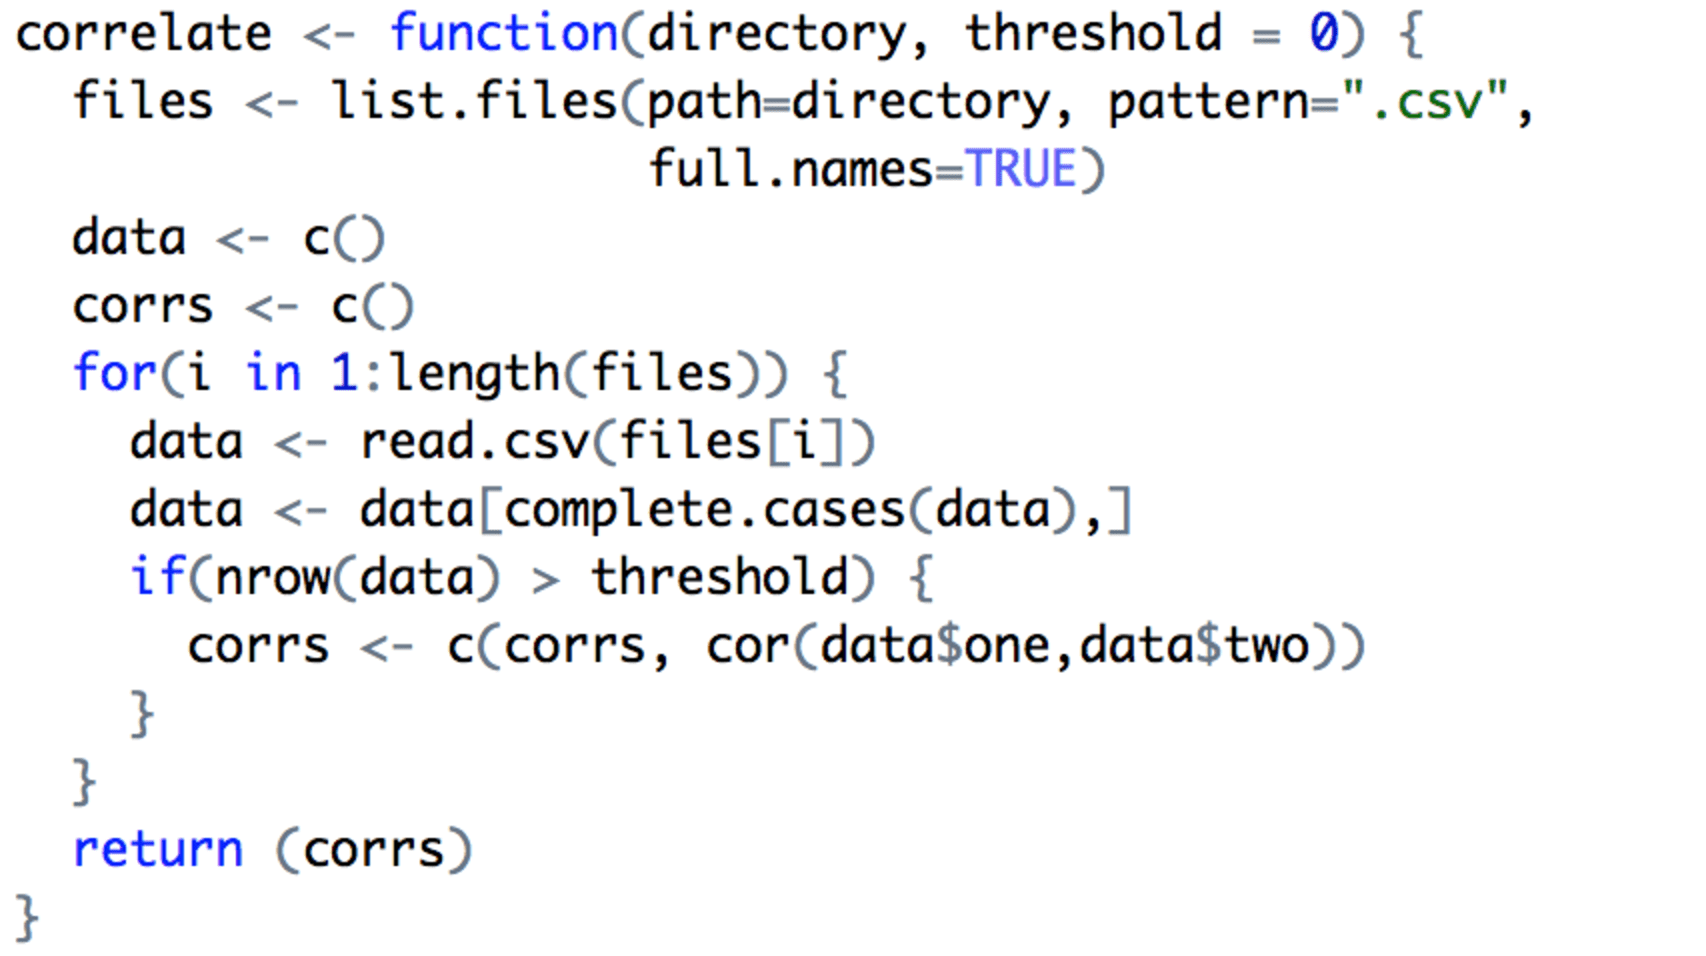 correlate <- function(directory, threshold = 0) {
  files <- list.files(path=directory, pattern=".csv",
                      full.names=TRUE)
  data <- c()
  corrs <- c()
  for(i in 1:length(files)) {
    data <- read.csv(files[i])
    data <- data[complete.cases(data),]
    if(nrow(data) > threshold) {
      corrs <- c(corrs, cor(data$one,data$two))
    }
  }
  return (corrs)
}